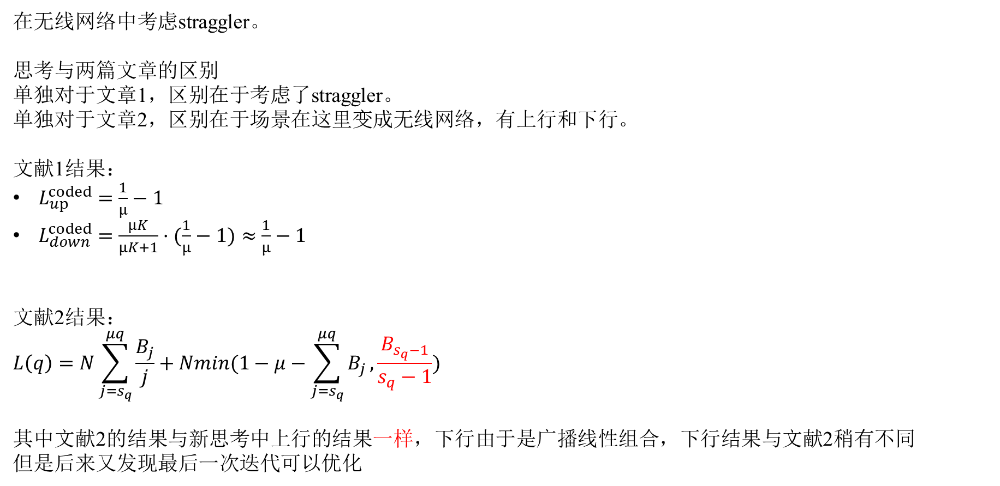 在无线网络中考虑straggler。
思考与两篇文章的区别
单独对于文章1，区别在于考虑了straggler。
单独对于文章2，区别在于场景在这里变成无线网络，有上行和下行。
文献1结果：
• $L_{up}^{\text{coded}} = \frac{1}{μ} - 1$
• $L_{down}^{\text{coded}} = \frac{μK}{μK+1} \cdot (\frac{1}{μ} - 1) \approx \frac{1}{μ} - 1$
文献2结果：
$L(q) = N \sum_{j=s_q}^{μq} \frac{B_j}{j} + Nmin(1 - μ - \sum_{j=s_q}^{μq} B_j , \frac{B_{s_q-1}}{s_q-1})$
其中文献2的结果与新思考中上行的结果一样，下行由于是广播线性组合，下行结果与文献2稍有不同
但是后来又发现最后一次迭代可以优化